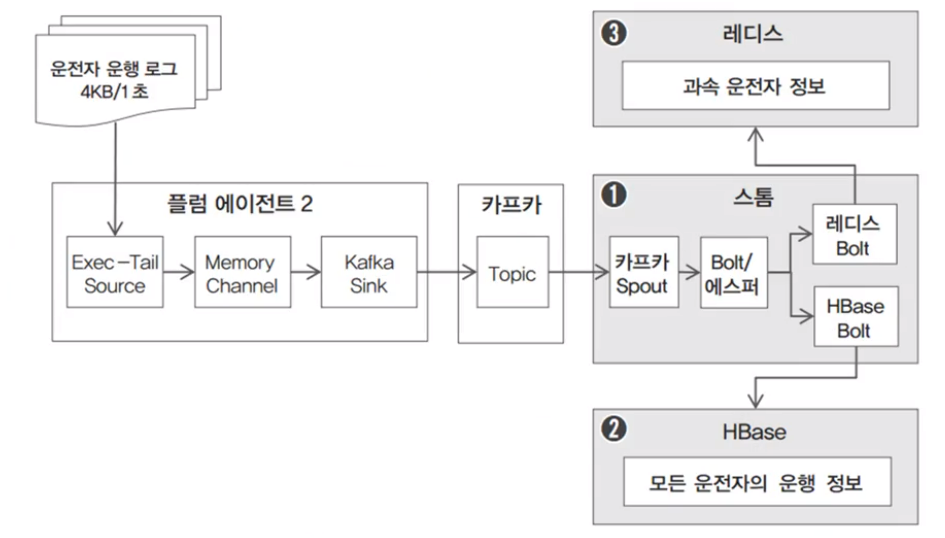 운전자 운행 로그
4KB/1초
플럼 에이전트 2
Exec-Tail
Source
Memory
Channel
Kafka
Sink
카프카
Topic
❶
스톰
카프카
Spout
Bolt/
에스퍼
레디스
Bolt
HBase
Bolt
❸
레디스
과속 운전자 정보
❷
HBase
모든 운전자의 운행 정보